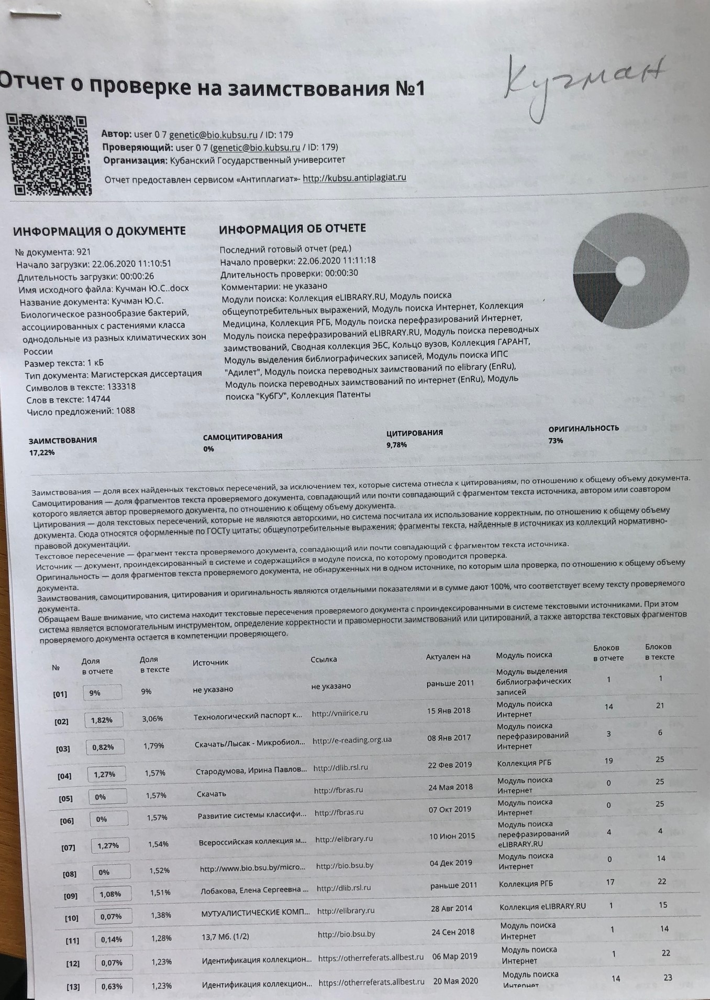 Кучман
Отчет о проверке на заимствования №1
Автор: user 0 7 genetic@bio.kubsu.ru / ID: 179
Проверяющий: user 0 7 (genetic@bio.kubsu.ru / ID: 179)
Организация: Кубанский Государственный университет
Отчет предоставлен сервисом «Антиплагиат»- http://kubsu.antiplagiat.ru
ИНФОРМАЦИЯ О ДОКУМЕНТЕ
№ документа: 921
Начало загрузки: 22.06.2020 11:10:51
Длительность загрузки: 00:00:26
Имя исходного файла: Кучман Ю.С..docx
Название документа: Кучман Ю.С.
Биологическое разнообразие бактерий,
ассоциированных с растениями класса
однодольные из разных климатических зон
России
Размер текста: 1 кБ
Тип документа: Магистерская диссертация
Символов в тексте: 133318
Слов в тексте: 14744
Число предложений: 1088
ИНФОРМАЦИЯ ОБ ОТЧЕТЕ
Последний готовый отчет (ред.)
Начало проверки: 22.06.2020 11:11:18
Длительность проверки: 00:00:30
Комментарии: не указано
Модули поиска: Коллекция eLIBRARY.RU, Модуль поиска
общеупотребительных выражений, Модуль поиска Интернет, Коллекция
Медицина, Коллекция РГБ, Модуль поиска перефразирований Интернет,
Модуль поиска перефразирований eLIBRARY.RU, Модуль поиска переводных
заимствований, Сводная коллекция ЭБС, Кольцо вузов, Коллекция ГАРАНТ,
Модуль выделения библиографических записей, Модуль поиска ИПС
"Адилет", Модуль поиска переводных заимствований по elibrary (EnRu),
Модуль поиска переводных заимствований по интернет (EnRu), Модуль
поиска "КубГУ", Коллекция Патенты
ЗАИМСТВОВАНИЯ
17,22%
САМОЦИТИРОВАНИЯ
0%
ЦИТИРОВАНИЯ
9,78%
ОРИГИНАЛЬНОСТЬ
73%
Заимствования — доля всех найденных текстовых пересечений, за исключением тех, которые система отнесла к цитированиям, по отношению к общему объему документа.
Самоцитирования — доля фрагментов текста проверяемого документа, совпадающий или почти совпадающий с фрагментом текста источника, автором или соавтором
которого является автор проверяемого документа, по отношению к общему объему документа.
Цитирования — доля текстовых пересечений, которые не являются авторскими, но система посчитала их использование корректным, по отношению к общему объему
документа. Сюда относятся оформленные по ГОСТу цитаты; общеупотребительные выражения; фрагменты текста, найденные в источниках из коллекций нормативно-
правовой документации.
Текстовое пересечение — фрагмент текста проверяемого документа, совпадающий или почти совпадающий с фрагментом текста источника.
Источник — документ, проиндексированный в системе и содержащийся в модуле поиска, по которому проводится проверка.
Оригинальность — доля фрагментов текста проверяемого документа, не обнаруженных ни в одном источнике, по которым шла проверка, по отношению к общему объему
документа.
Заимствования, самоцитирования, цитирования и оригинальность являются отдельными показателями и в сумме дают 100%, что соответствует всему тексту проверяемого
документа.
Обращаем Ваше внимание, что система находит текстовые пересечения проверяемого документа с проиндексированными в системе текстовыми источниками. При этом
система является вспомогательным инструментом, определение корректности и правомерности заимствований или цитирований, а также авторства текстовых фрагментов
проверяемого документа остается в компетенции проверяющего.
№ Доля в отчете Доля в тексте Источник Ссылка Актуален на Модуль поиска Блоков в отчете Блоков в тексте
[01] 9% 9% не указано не указано раньше 2011 Модуль выделения библиографических записей 1 1
[02] 1,82% 3,06% Технологический паспорт к... http://vniirice.ru 15 Янв 2018 Модуль поиска Интернет 14 21
[03] 0,82% 1,79% Скачать/Лысак - Микробиол... http://e-reading.org.ua 08 Янв 2017 Модуль поиска перефразирований Интернет 3 6
[04] 1,27% 1,57% Стародумова, Ирина Павлов... http://dlib.rsl.ru 22 Фев 2019 Коллекция РГБ 19 25
[05] 0% 1,57% Скачать http://fbras.ru 24 Мая 2018 Модуль поиска Интернет 0 25
[06] 0% 1,57% Развитие системы классифи... http://fbras.ru 07 Окт 2019 Модуль поиска Интернет 0 25
[07] 1,27% 1,54% Всероссийская коллекция м... http://elibrary.ru 10 Июн 2015 Модуль поиска перефразирований eLIBRARY.RU 4 4
[08] 0% 1,52% http://www.bio.bsu.by/micro... http://bio.bsu.by 04 Дек 2019 Модуль поиска Интернет 0 14
[09] 1,08% 1,51% Лобакова, Елена Сергеевна ... http://dlib.rsl.ru раньше 2011 Коллекция РГБ 17 22
[10] 0,07% 1,38% МУТУАЛИСТИЧЕСКИЕ КОМП... http://elibrary.ru 28 Авг 2014 Коллекция eLIBRARY.RU 1 15
[11] 0,14% 1,28% 13,7 Мб. (1/2) http://bio.bsu.by 24 Сен 2018 Модуль поиска Интернет 1 14
[12] 0,07% 1,23% Идентификация коллекцион... https://otherreferats.allbest.ru 06 Мар 2019 Модуль поиска Интернет 1 22
[13] 0,63% 1,23% Идентификация коллекцион... https://otherreferats.allbest.ru 20 Мая 2020 Модуль поиска Интернет 14 23